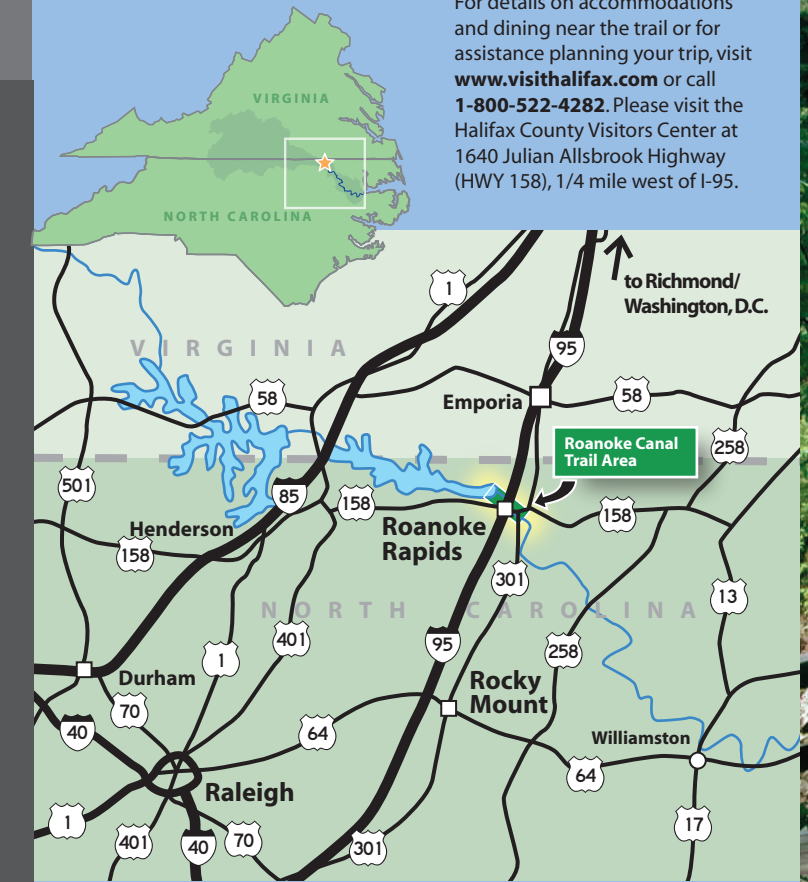 For details on accommodations
and dining near the trail or for
assistance planning your trip, visit
www.visithalifax.com or call
1-800-522-4282. Please visit the
Halifax County Visitors Center at
1640 Julian Allsbrook Highway
(HWY 158), 1/4 mile west of I-95.
VIRGINIA
NORTH CAROLINA
to Richmond/
Washington, D.C.
1
95
VIRGINIA
58
Emporia
58
Roanoke Canal
Trail Area
258
501
85
158
Roanoke
Rapids
158
Henderson
158
301
13
NORTH CAROLINA
401
95
258
1
Durham
Rocky
Mount
70
40
64
Williamston
64
Raleigh
1
401
40
70
301
17